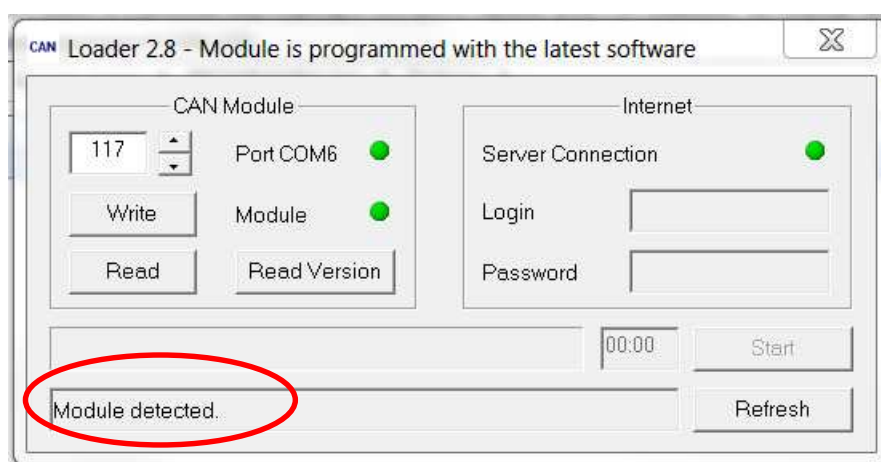 CAN Loader 2.8 - Module is programmed with the latest software
CAN Module
117
Port COM6
Write
Module
Read
Read Version
Internet
Server Connection
Login
Password
00:00
Start
Module detected.
Refresh